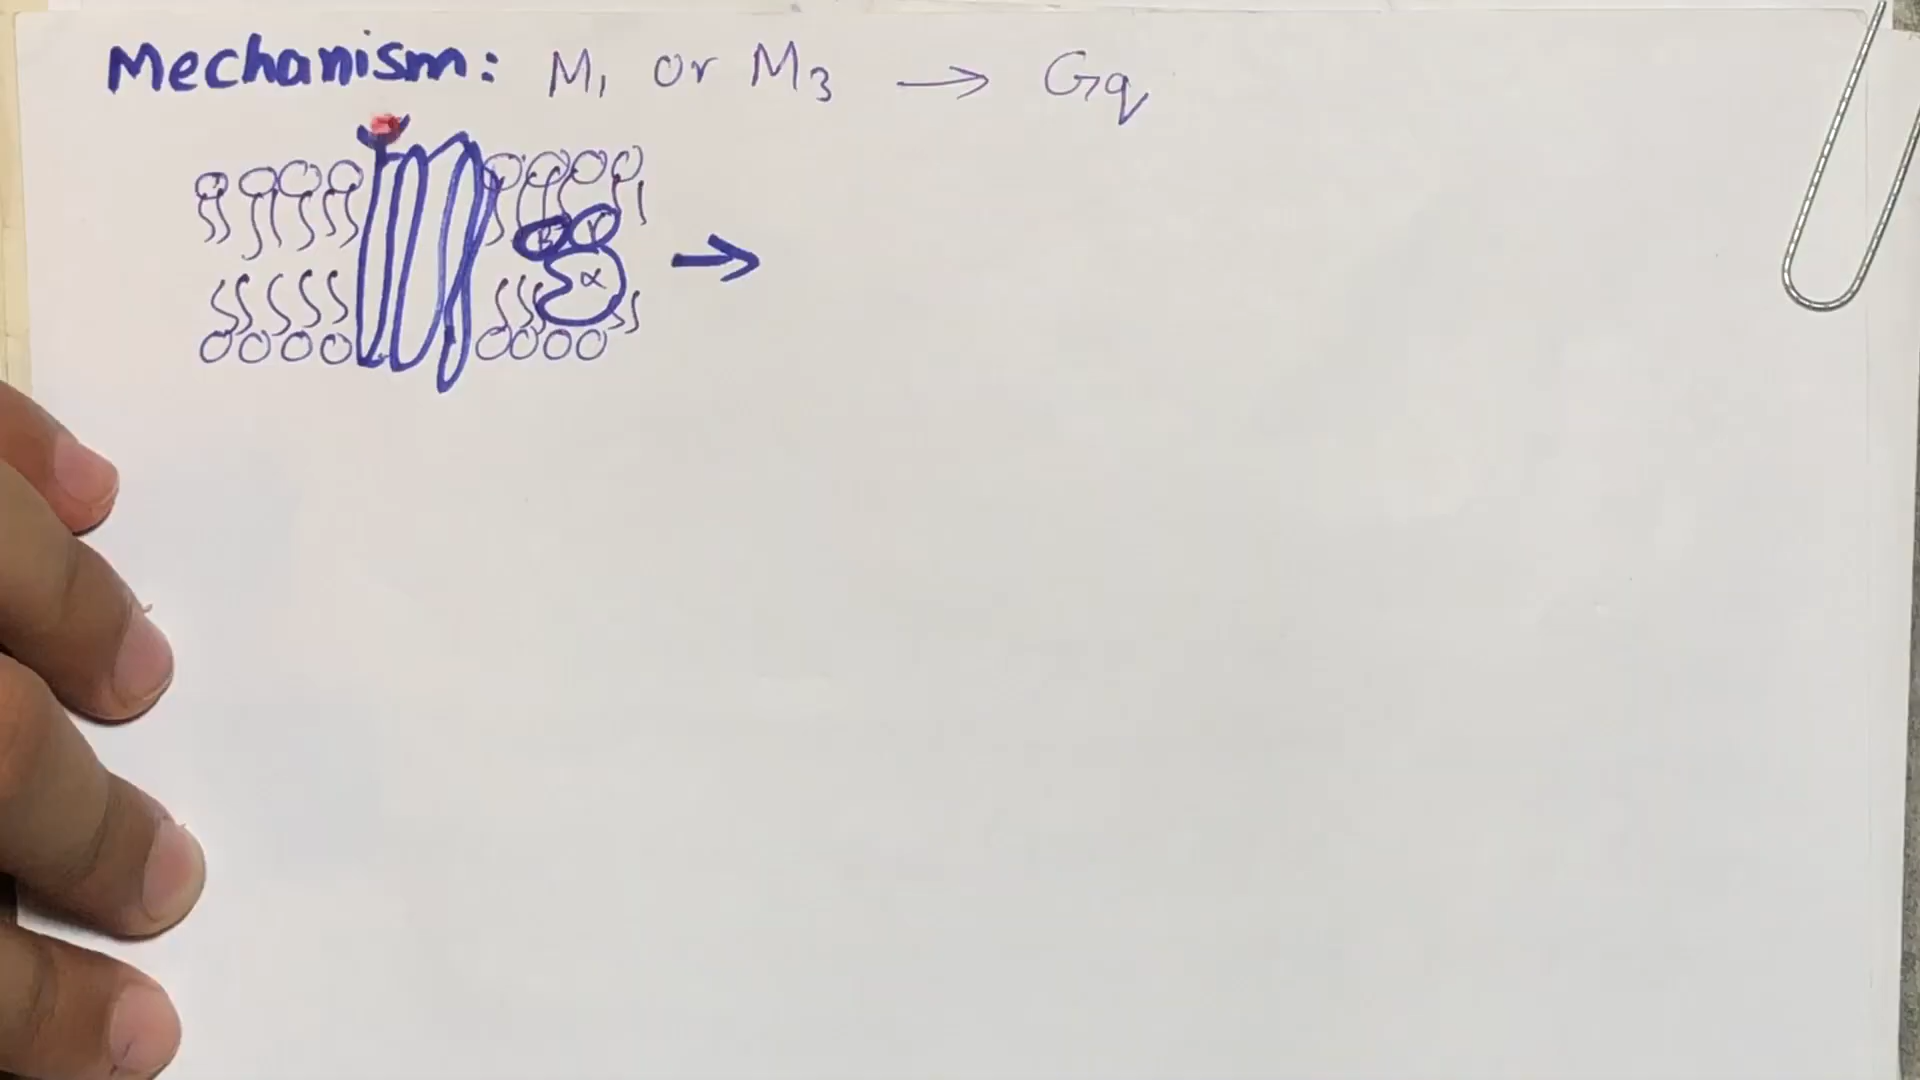 Mechanism: M₁ or M₃ → Gq
B γ
α